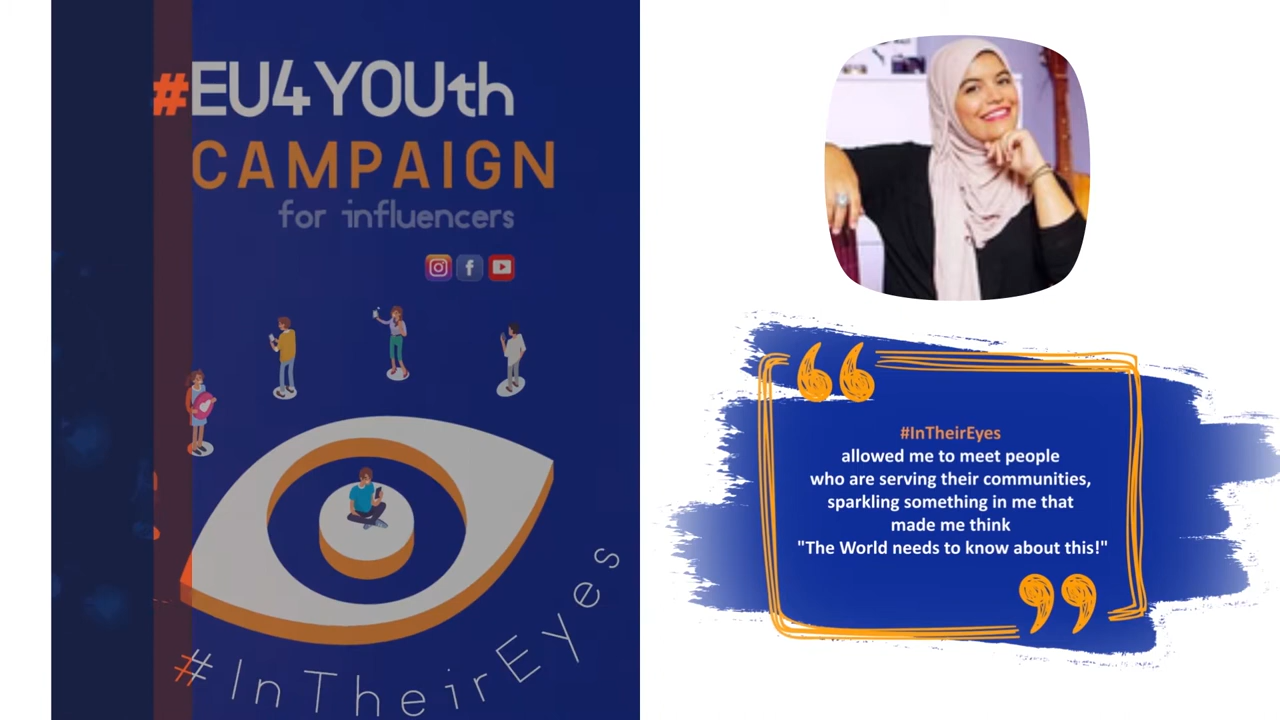 #EU4YOUth
CAMPAIGN
for influencers
#InTheirEyes
#InTheirEyes
allowed me to meet people
who are serving their communities,
sparkling something in me that
made me think
"The World needs to know about this!"